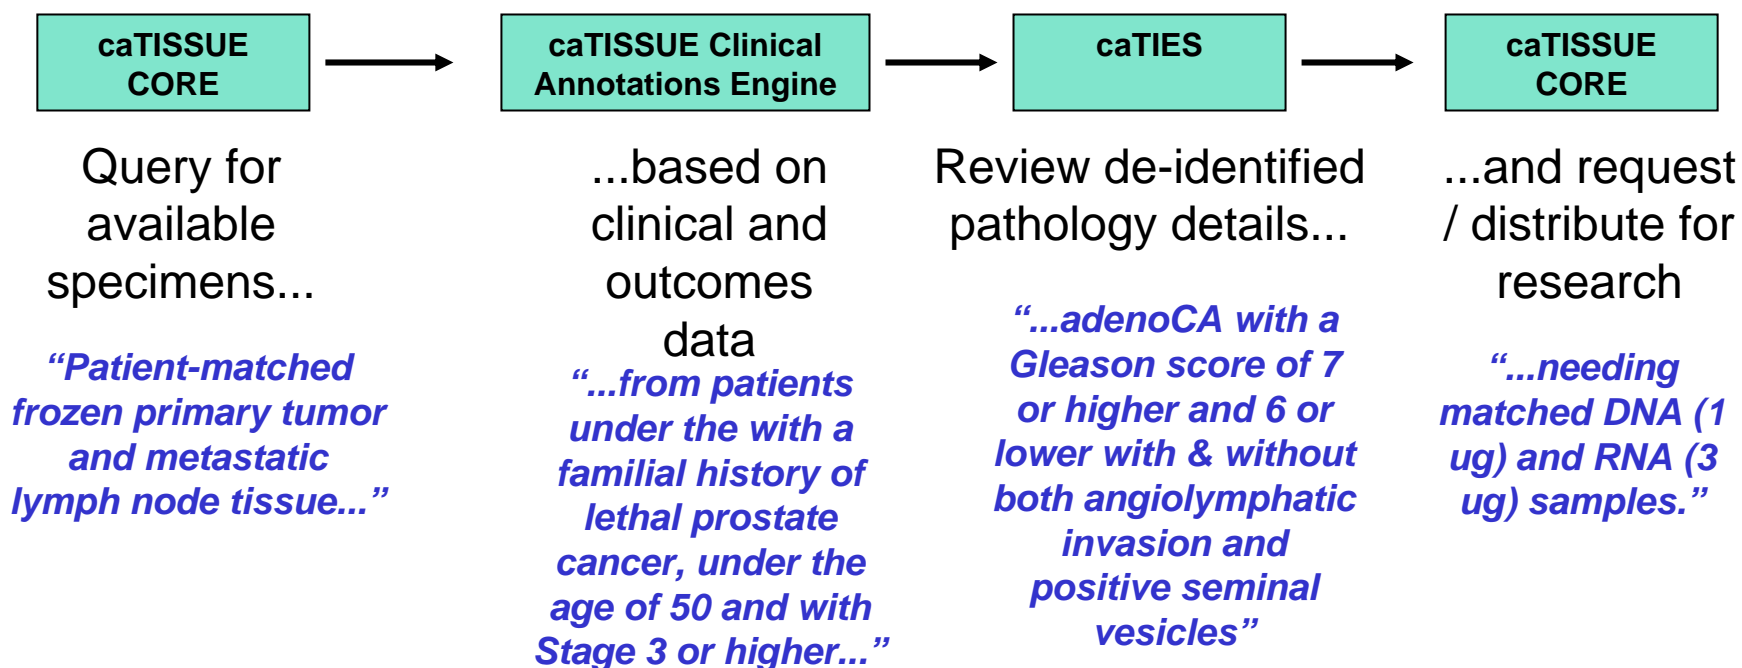 caTISSUE
CORE
caTISSUE Clinical
Annotations Engine
caTIES
caTISSUE
CORE
Query for
available
specimens...
...based on
clinical and
outcomes
data
Review de-identified
pathology details...
...and request
/ distribute for
research
“Patient-matched
frozen primary tumor
and metastatic
lymph node tissue...”
“...from patients
under the with a
familial history of
lethal prostate
cancer, under the
age of 50 and with
Stage 3 or higher...”
“...adenoCA with a
Gleason score of 7
or higher and 6 or
lower with & without
both angiolymphatic
invasion and
positive seminal
vesicles”
“...needing
matched DNA (1
ug) and RNA (3
ug) samples.”